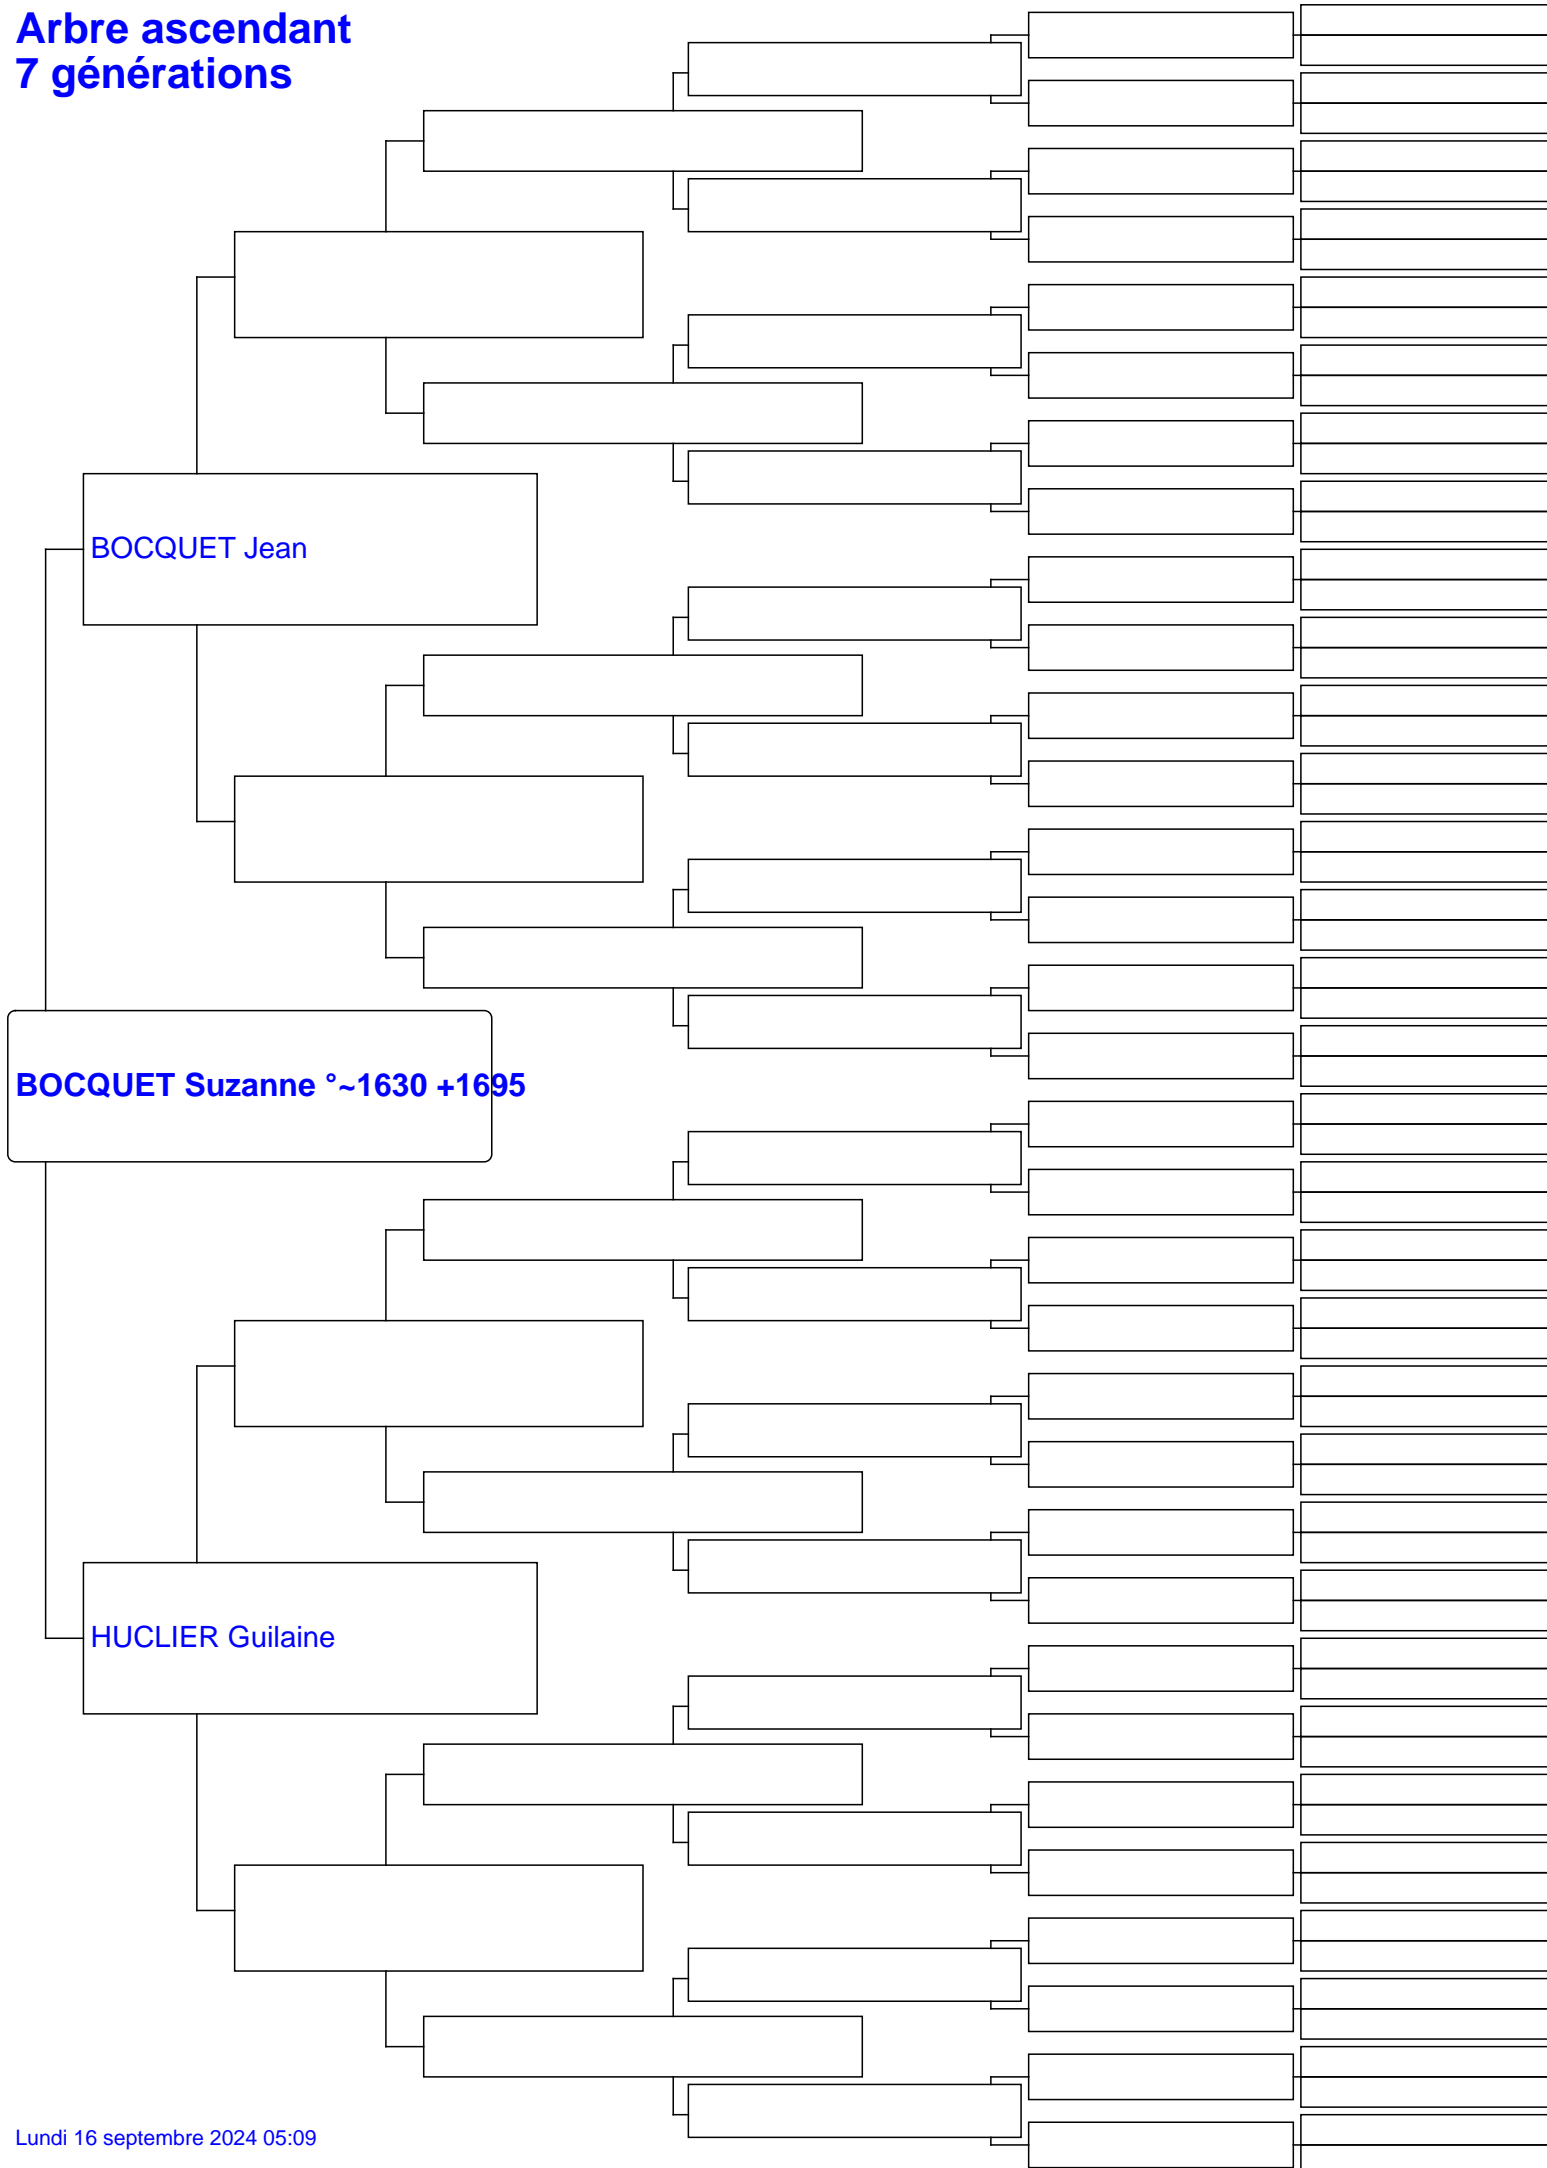 Arbre ascendant
7 générations
BOCQUET Jean
BOCQUET Suzanne °~1630 +1695
HUCLIER Guilaine
Lundi 16 septembre 2024 05:09